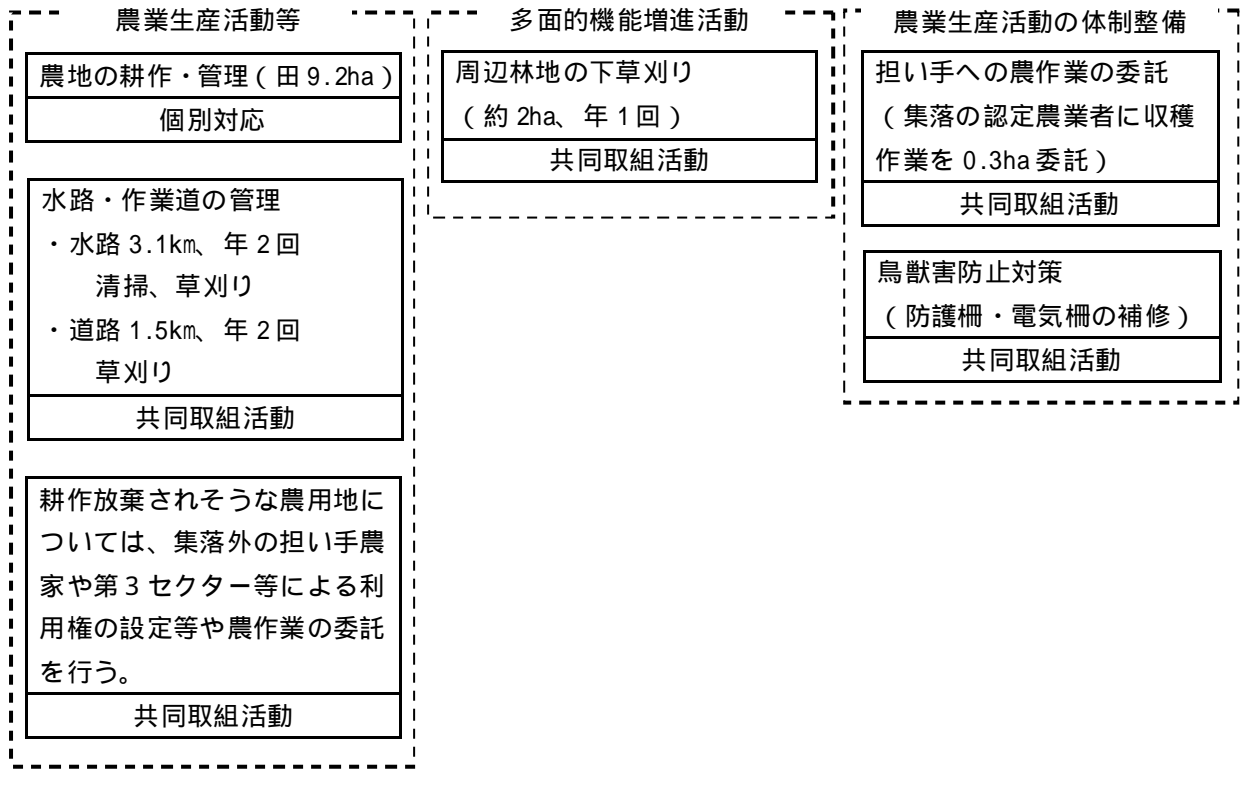 農業生産活動等
農地の耕作・管理（田9.2ha）
個別対応
水路・作業道の管理
・水路3.1km、年2回
清掃、草刈り
・道路1.5km、年2回
草刈り
共同取組活動
耕作放棄されそうな農用地に
ついては、集落外の担い手農
家や第3セクター等による利
用権の設定等や農作業の委託
を行う。
共同取組活動
多面的機能増進活動
周辺林地の下草刈り
（約2ha、年1回）
共同取組活動
農業生産活動の体制整備
担い手への農作業の委託
（集落の認定農業者に収穫
作業を0.3ha委託）
共同取組活動
鳥獣害防止対策
（防護柵・電気柵の補修）
共同取組活動